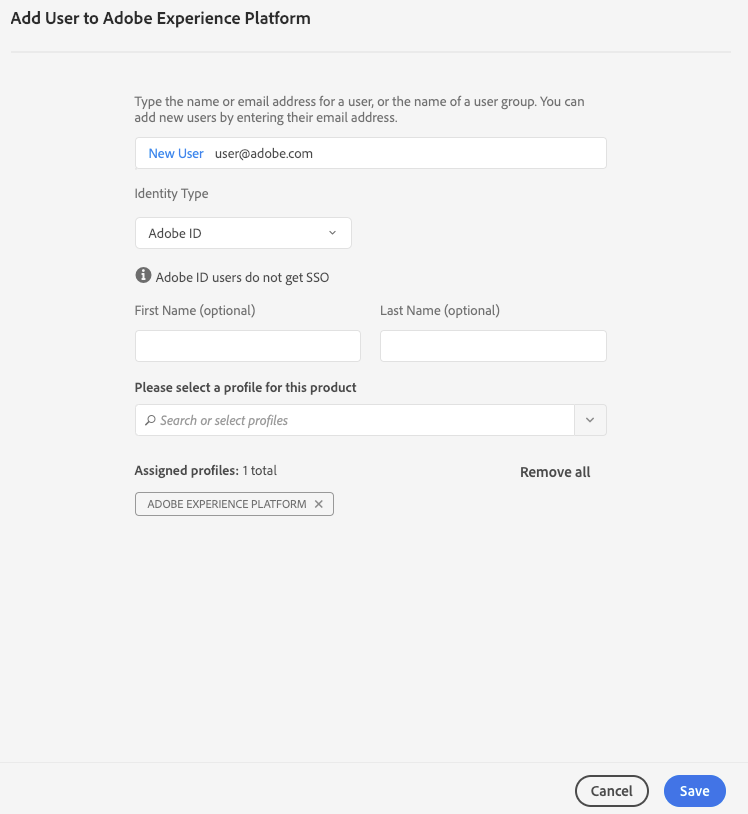 Add User to Adobe Experience Platform
Type the name or email address for a user, or the name of a user group. You can
add new users by entering their email address.
New User user@adobe.com
Identity Type
Adobe ID
Adobe ID users do not get SSO
First Name (optional) Last Name (optional)
Please select a profile for this product
Search or select profiles
Assigned profiles: 1 total Remove all
ADOBE EXPERIENCE PLATFORM
Cancel Save